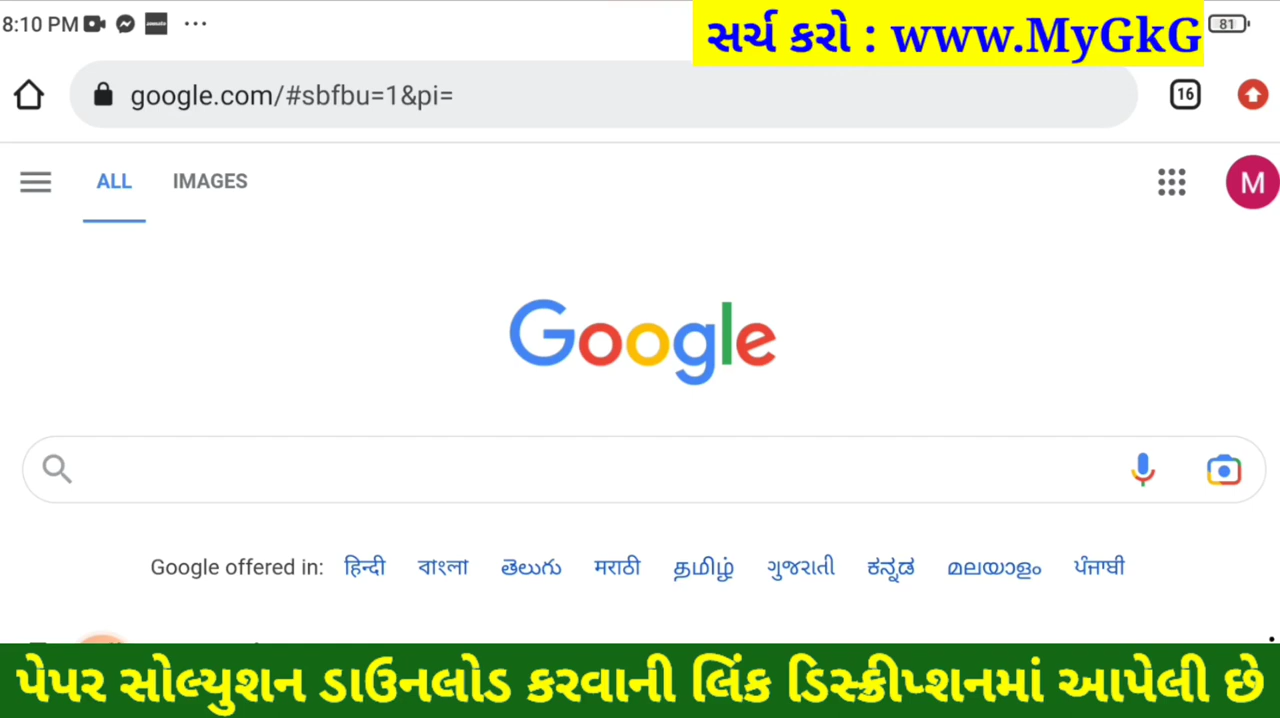 8:10 PM ...
સર્ચ કરો : www.MyGkG
81
google.com/#sbfbu=1&pi=
16
ALL IMAGES
M
Google
Google offered in: हिन्दी বাংলা తెలుగు मराठी தமிழ் ગુજરાતી ಕನ್ನಡ മലയാളം ਪੰਜਾਬੀ
પેપર સોલ્યુશન ડાઉનલોડ કરવાની લિંક ડિસ્ક્રીપ્શનમાં આપેલી છે